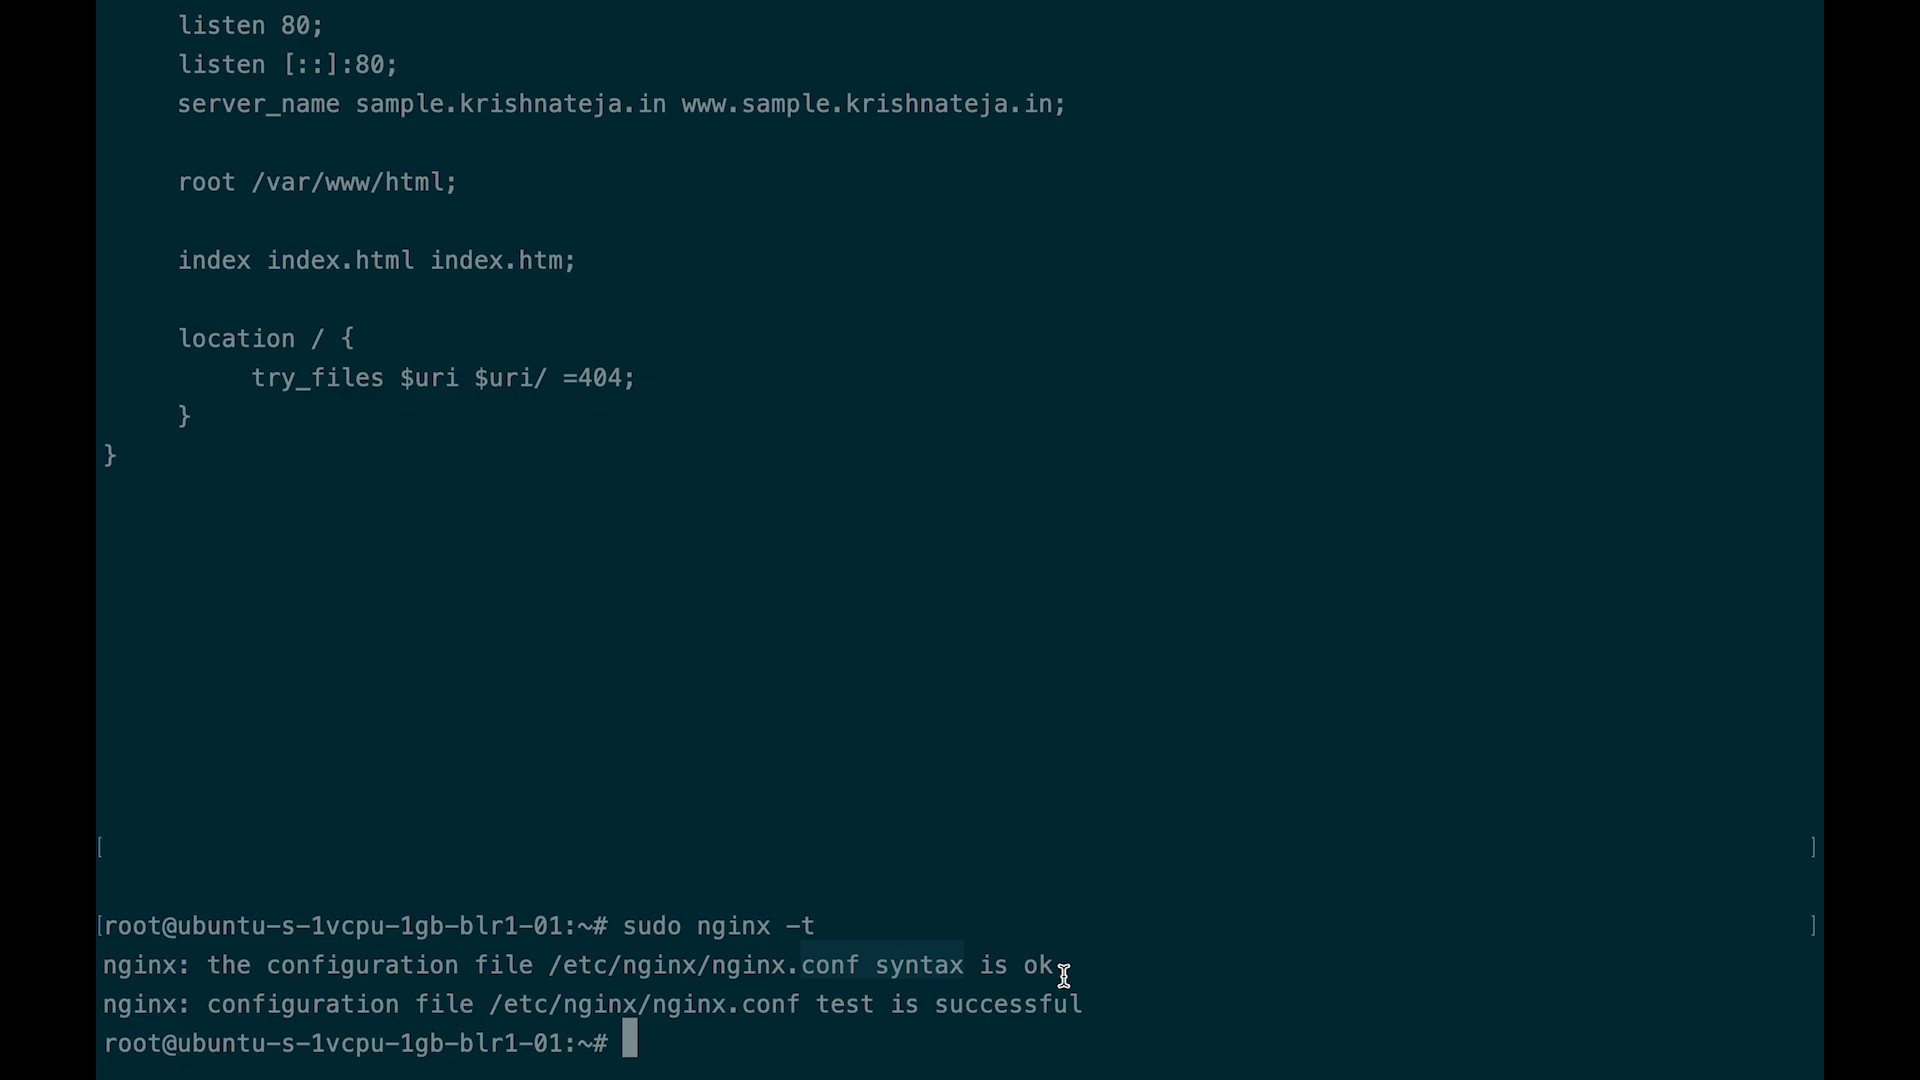 listen 80;
listen [::]:80;
server_name sample.krishnateja.in www.sample.krishnateja.in;
root /var/www/html;
index index.html index.htm;
location / {
try_files $uri $uri/ =404;
}
}
[ ]
[root@ubuntu-s-1vcpu-1gb-blr1-01:~# sudo nginx -t ]
nginx: the configuration file /etc/nginx/nginx.conf syntax is ok
nginx: configuration file /etc/nginx/nginx.conf test is successful
root@ubuntu-s-1vcpu-1gb-blr1-01:~#